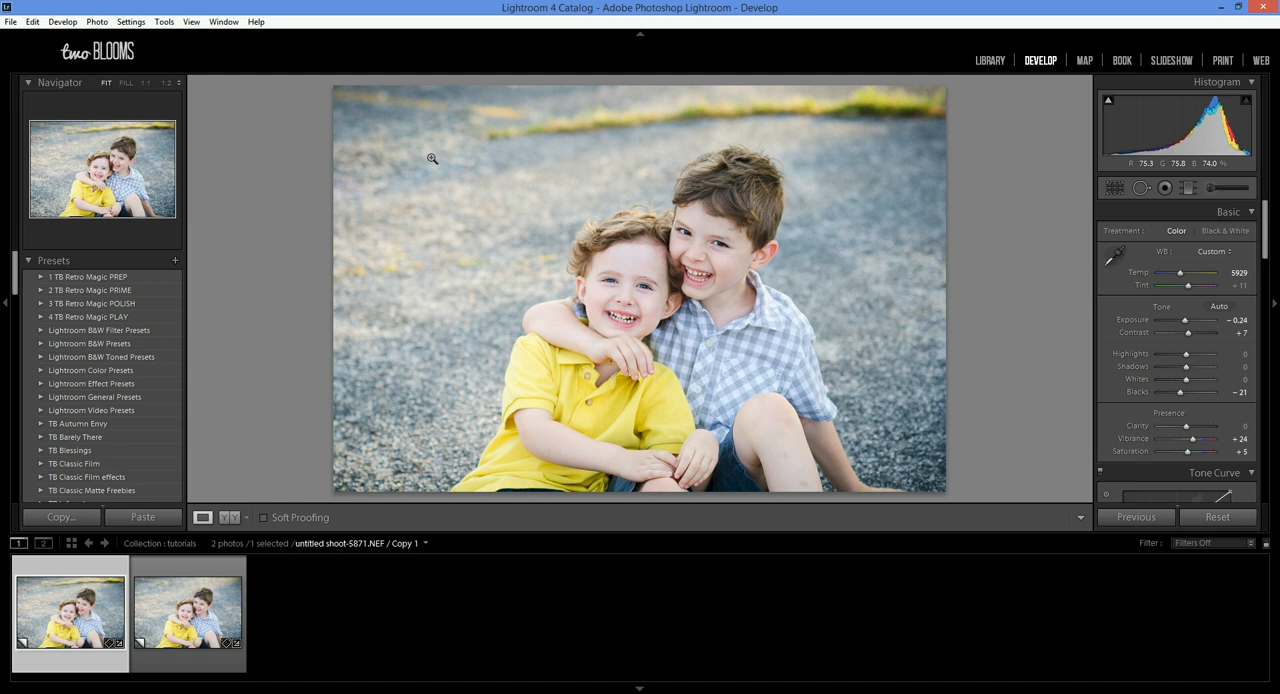 Lr
Lightroom 4 Catalog - Adobe Photoshop Lightroom - Develop
File Edit Develop Photo Settings Tools View Window Help
two BLOOMS
LIBRARY | DEVELOP | MAP | BOOK | SLIDESHOW | PRINT | WEB
Navigator FIT FILL 1:1 1:2
Presets +
1 TB Retro Magic PREP
2 TB Retro Magic PRIME
3 TB Retro Magic POLISH
4 TB Retro Magic PLAY
Lightroom B&W Filter Presets
Lightroom B&W Presets
Lightroom B&W Toned Presets
Lightroom Color Presets
Lightroom Effect Presets
Lightroom General Presets
Lightroom Video Presets
TB Autumn Envy
TB Barely There
TB Blessings
TB Classic Film
TB Classic Film effects
TB Classic Matte Freebies
Copy... Paste
Soft Proofing
Histogram
R 75.3 G 75.8 B 74.0 %
Basic
Treatment : Color | Black & White
WB : Custom
Temp 5929
Tint + 11
Tone Auto
Exposure - 0.24
Contrast + 7
Highlights 0
Shadows 0
Whites 0
Blacks - 21
Presence
Clarity 0
Vibrance + 24
Saturation + 5
Tone Curve
Previous Reset
1 2 Collection : tutorials 2 photos / 1 selected / untitled shoot-5871.NEF / Copy 1
Filter : Filters Off